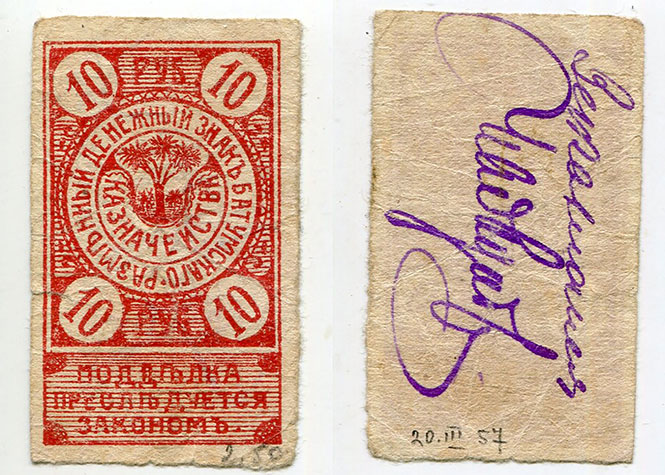 10 РУБ. 10
РАЗМѢННЫЙ ДЕНЕЖНЫЙ ЗНАКЪ БАТУМСКАГО
КАЗНАЧЕЙСТВА
10 РУБ. 10
ПОДДѢЛКА
ПРЕСЛѢДУЕТСЯ
ЗАКОНОМЪ.
2.50
20.III 57